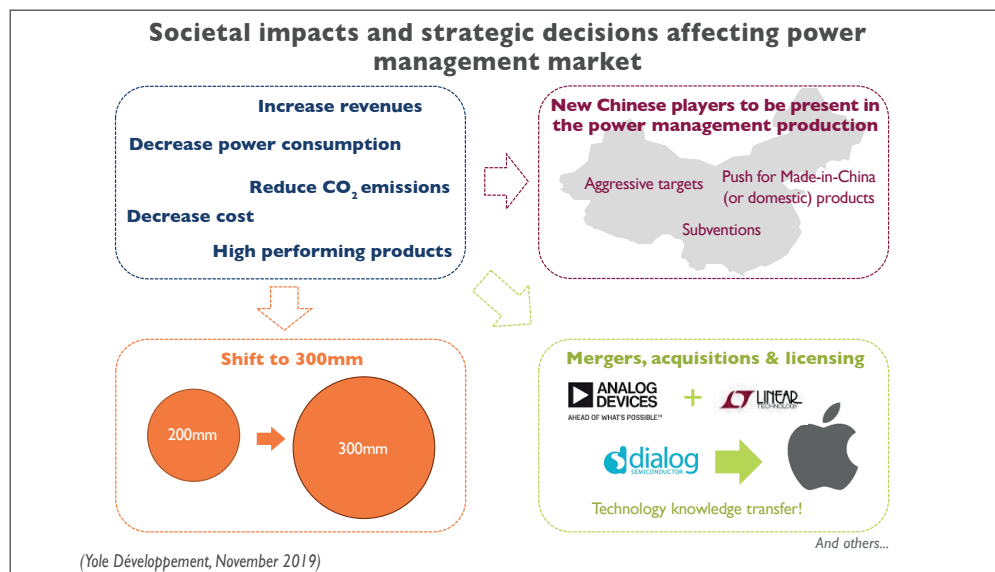 Societal impacts and strategic decisions affecting power
management market
Increase revenues
Decrease power consumption
Reduce CO₂ emissions
Decrease cost
High performing products
New Chinese players to be present in
the power management production
Aggressive targets
Push for Made-in-China
(or domestic) products
Subventions
Shift to 300mm
200mm
300mm
Mergers, acquisitions & licensing
ANALOG
DEVICES
AHEAD OF WHAT'S POSSIBLE™
+
LINEAR
TECHNOLOGY
dialog
SEMICONDUCTOR
Technology knowledge transfer!
And others...
(Yole Développement, November 2019)